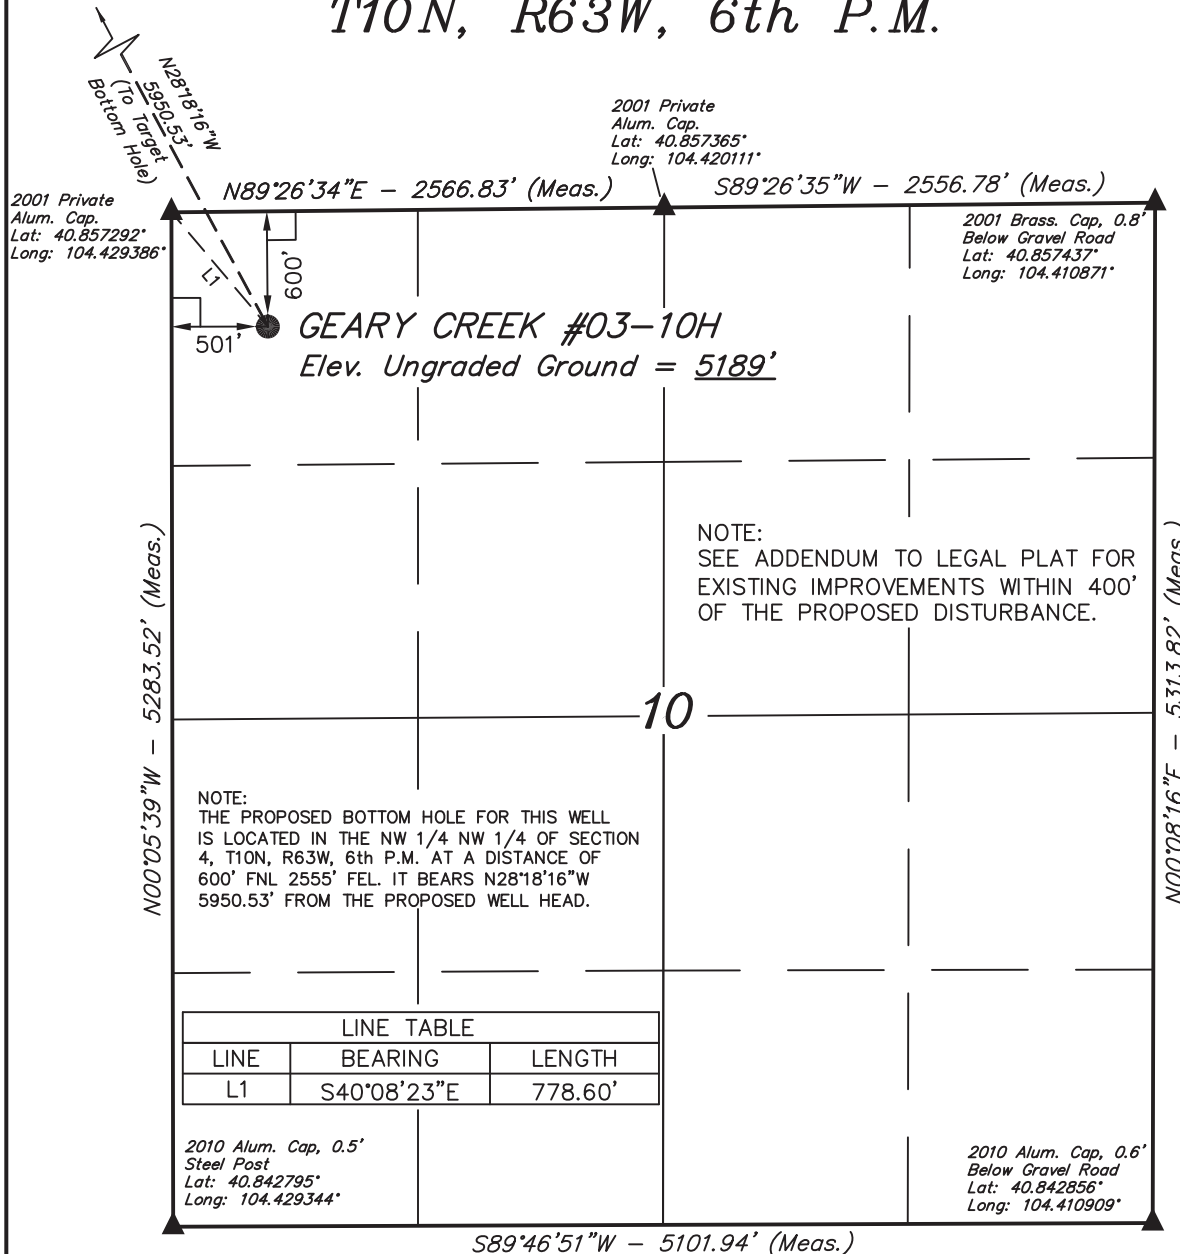 T10N, R63W, 6th P.M.
N28°18'16"W
5950.53'
(To Target
Bottom Hole)
2001 Private
Alum. Cap.
Lat: 40.857365°
Long: 104.420111°
N89°26'34"E - 2566.83' (Meas.)
S89°26'35"W - 2556.78' (Meas.)
2001 Private
Alum. Cap.
Lat: 40.857292°
Long: 104.429386°
2001 Brass. Cap, 0.8'
Below Gravel Road
Lat: 40.857437°
Long: 104.410871°
L1
600'
501'
GEARY CREEK #03-10H
Elev. Ungraded Ground = 5189'
NOTE:
SEE ADDENDUM TO LEGAL PLAT FOR
EXISTING IMPROVEMENTS WITHIN 400'
OF THE PROPOSED DISTURBANCE.
N00°05'39"W - 5283.52' (Meas.)
N00°08'16"E - 5313.82' (Meas.)
10
NOTE:
THE PROPOSED BOTTOM HOLE FOR THIS WELL
IS LOCATED IN THE NW 1/4 NW 1/4 OF SECTION
4, T10N, R63W, 6th P.M. AT A DISTANCE OF
600' FNL 2555' FEL. IT BEARS N28°18'16"W
5950.53' FROM THE PROPOSED WELL HEAD.
LINE TABLE
LINE BEARING LENGTH
L1 S40°08'23"E 778.60'
2010 Alum. Cap, 0.5'
Steel Post
Lat: 40.842795°
Long: 104.429344°
2010 Alum. Cap, 0.6'
Below Gravel Road
Lat: 40.842856°
Long: 104.410909°
S89°46'51"W - 5101.94' (Meas.)